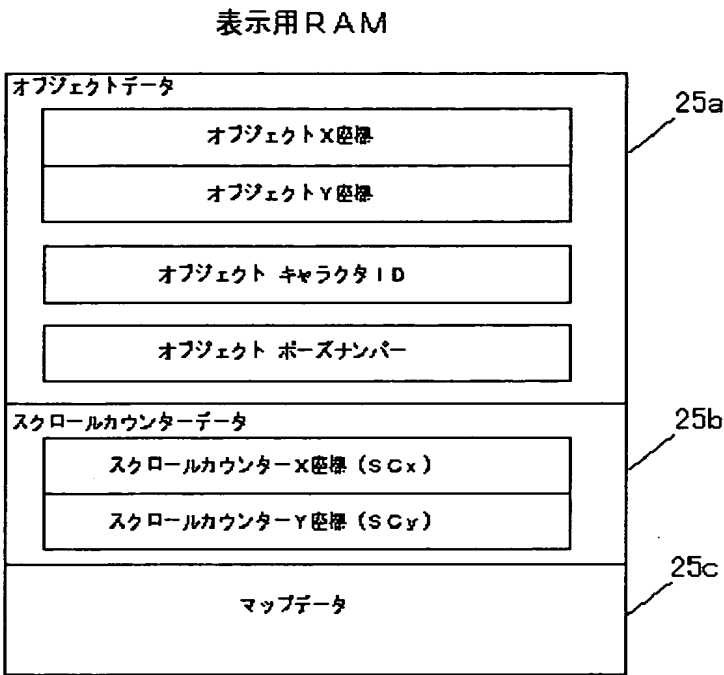 表示用RAM
オブジェクトデータ
25a
オブジェクトX座標
オブジェクトY座標
オブジェクト キャラクタID
オブジェクト ポーズナンバー
スクロールカウンターデータ
25b
スクロールカウンターX座標(SCx)
スクロールカウンターY座標(SCy)
25c
マップデータ